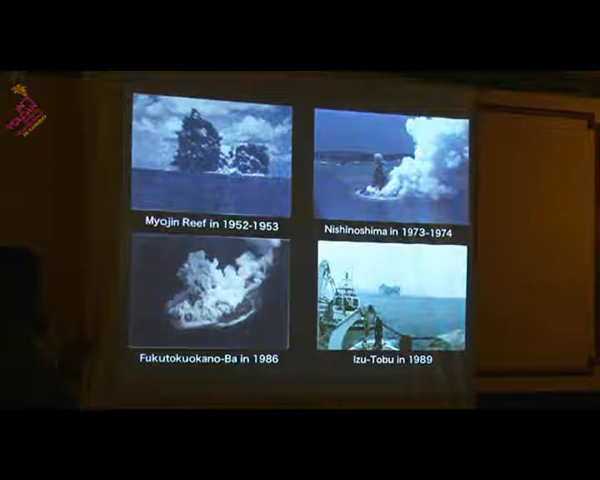 Myojin Reef in 1952-1953
Nishinoshima in 1973-1974
Fukutokuokano-Ba in 1986
Izu-Tobu in 1989